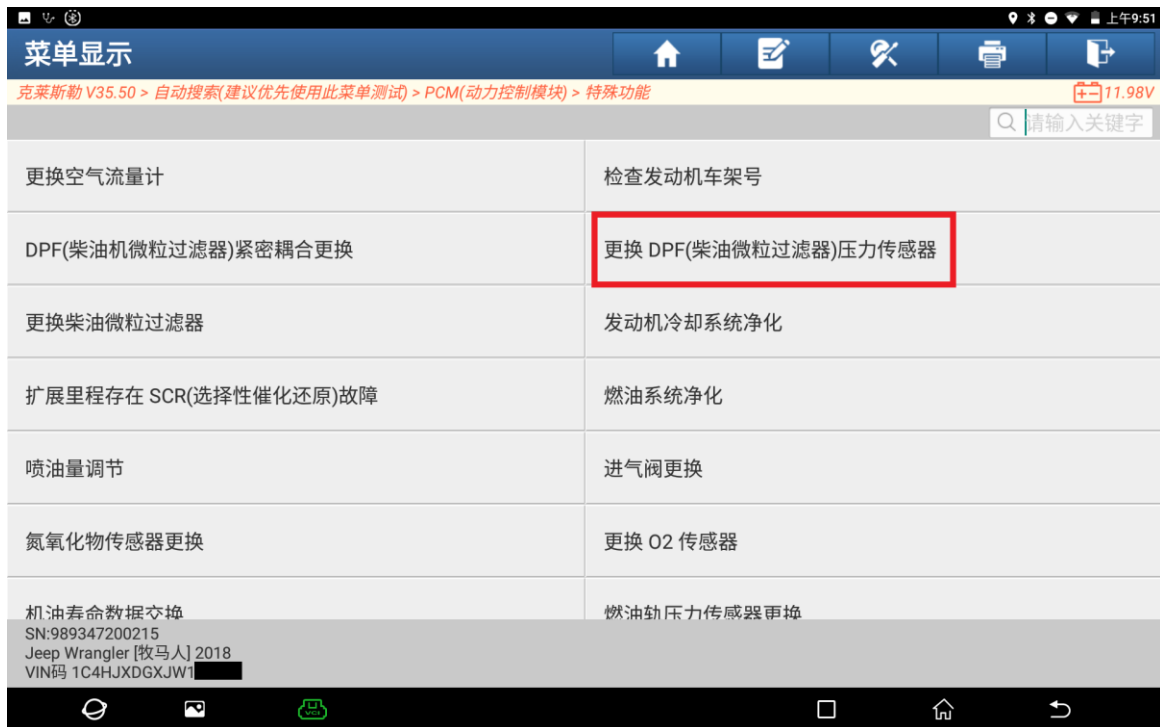 上午9:51
菜单显示
克莱斯勒 V35.50 > 自动搜索(建议优先使用此菜单测试) > PCM(动力控制模块) > 特殊功能
11.98V
请输入关键字
更换空气流量计
检查发动机车架号
DPF(柴油机微粒过滤器)紧密耦合更换
更换 DPF(柴油微粒过滤器)压力传感器
更换柴油微粒过滤器
发动机冷却系统净化
扩展里程存在 SCR(选择性催化还原)故障
燃油系统净化
喷油量调节
进气阀更换
氮氧化物传感器更换
更换 O2 传感器
机油寿命数据交换
燃油轨压力传感器更换
SN:989347200215
Jeep Wrangler [牧马人] 2018
VIN码 1C4HJXDGXJW1
VCI